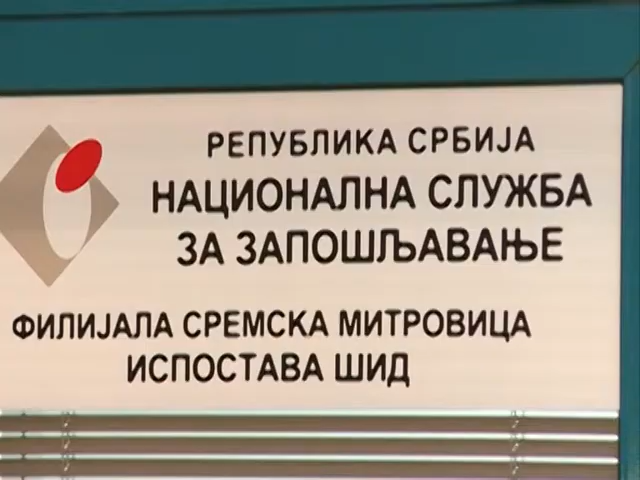 РЕПУБЛИКА СРБИЈА
НАЦИОНАЛНА СЛУЖБА
ЗА ЗАПОШЉАВАЊЕ
ФИЛИЈАЛА СРЕМСКА МИТРОВИЦА
ИСПОСТАВА ШИД